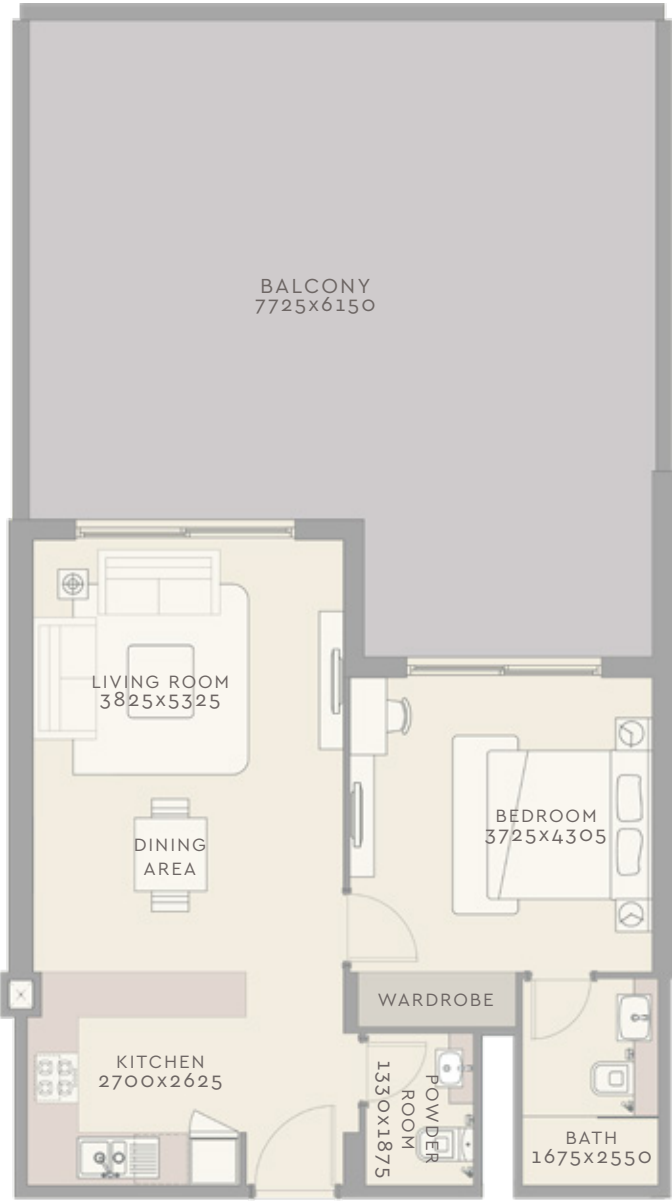 BALCONY
7725x6150
LIVING ROOM
3825x5325
BEDROOM
3725x4305
DINING
AREA
WARDROBE
KITCHEN
2700x2625
POWDER
ROOM
1330x1875
BATH
1675x2550